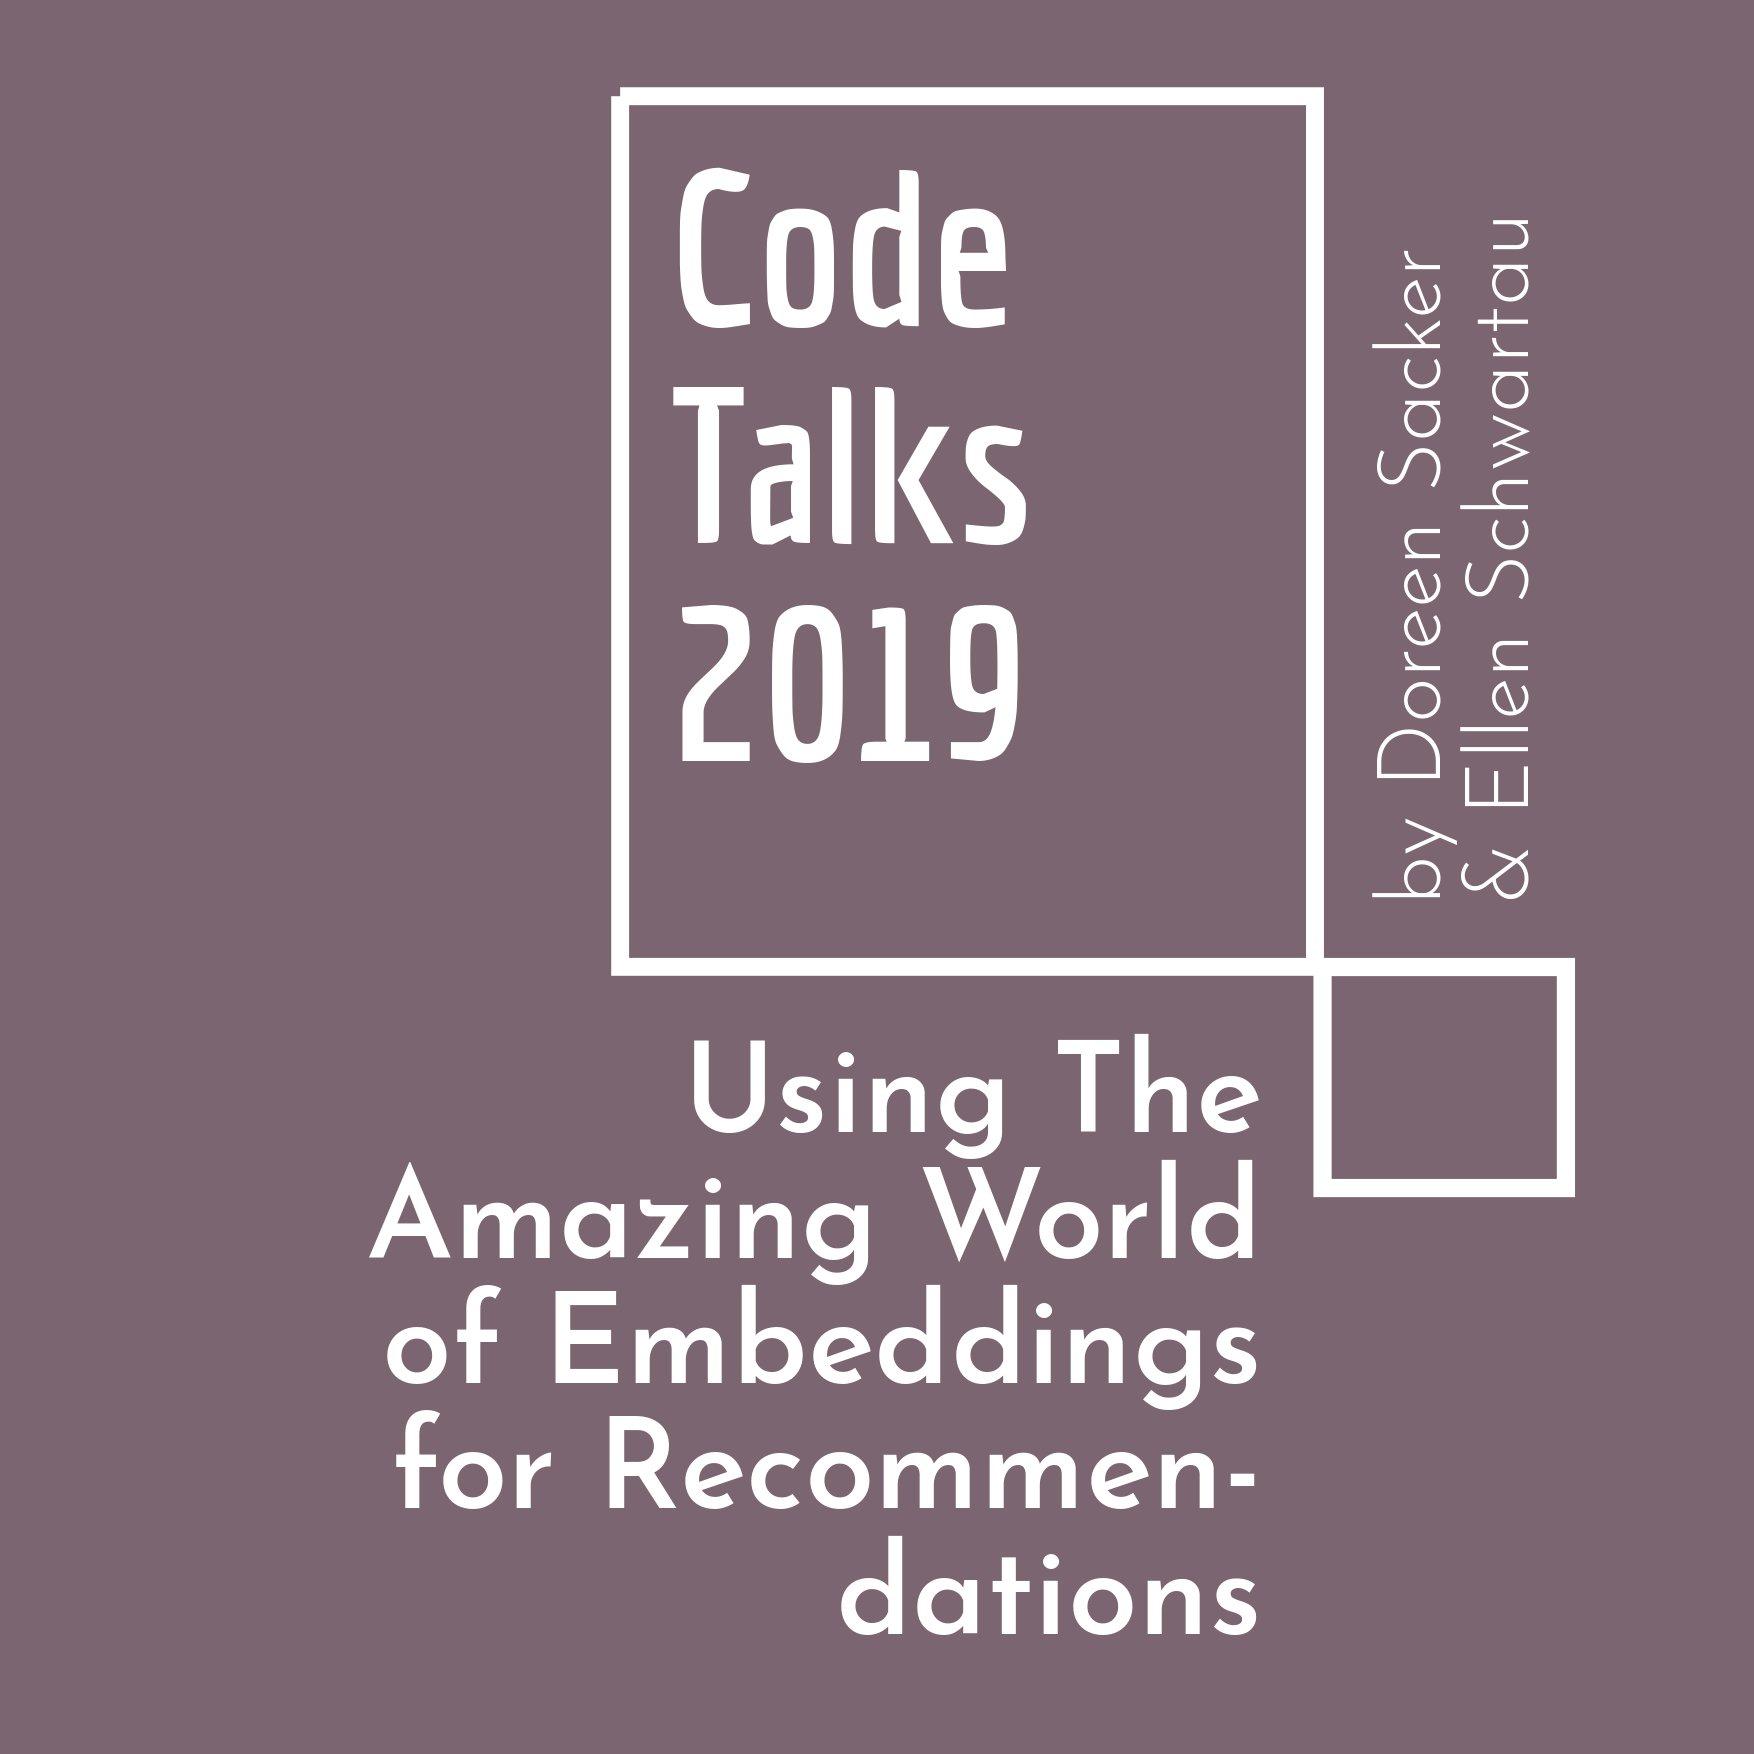 Code
Talks
2019
by Doreen Sacker
& Ellen Schwartau
Using The
Amazing World
of Embeddings
for Recommen-
dations